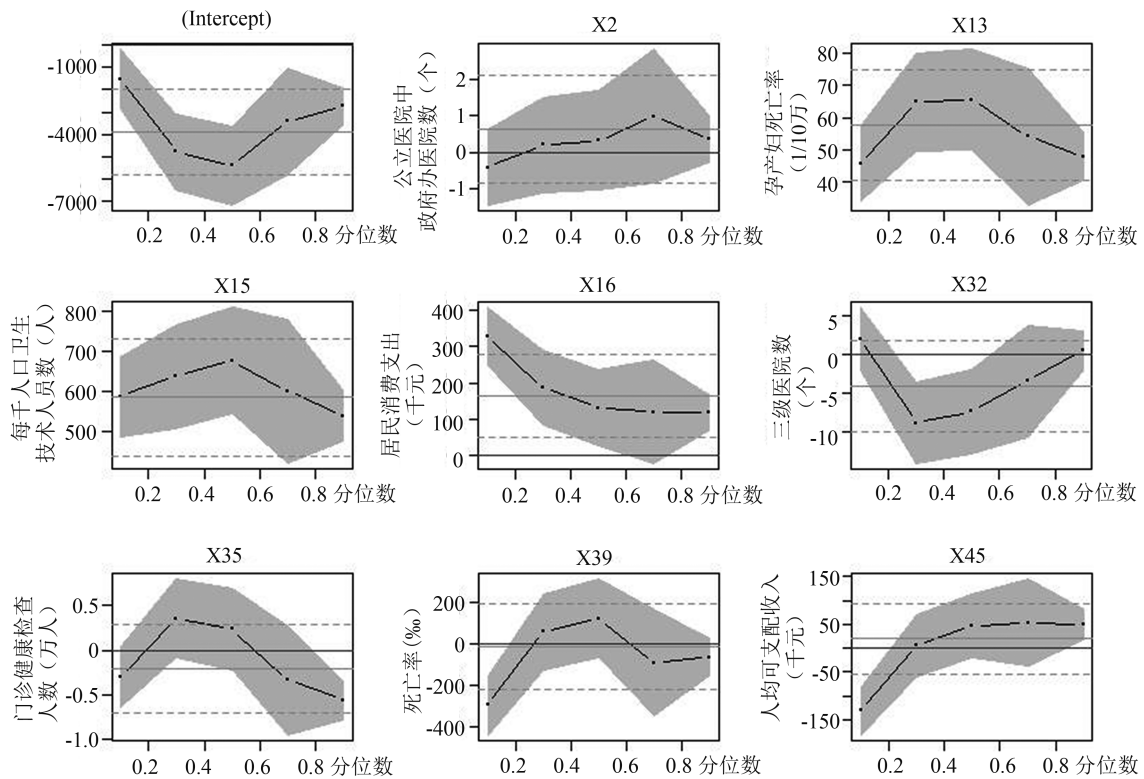 (Intercept)
-1000
-4000
-7000
0.2 0.4 0.6 0.8 分位数
X2
公立医院中
政府办医院数（个）
2
1
0
-1
0.2 0.4 0.6 0.8 分位数
X13
孕产妇死亡率
（1/10万）
80
70
60
50
40
0.2 0.4 0.6 0.8 分位数
X15
每千人口卫生
技术人员数（人）
800
700
600
500
0.2 0.4 0.6 0.8 分位数
X16
居民消费支出
（千元）
400
300
200
100
0
0.2 0.4 0.6 0.8 分位数
X32
三级医院数
（个）
5
0
-5
-10
0.2 0.4 0.6 0.8 分位数
X35
门诊健康检查
人数（万人）
0.5
0.0
-0.5
-1.0
0.2 0.4 0.6 0.8 分位数
X39
死亡率(‰)
200
0
-200
-400
0.2 0.4 0.6 0.8 分位数
X45
人均可支配收入
（千元）
150
50
-50
-150
0.2 0.4 0.6 0.8 分位数